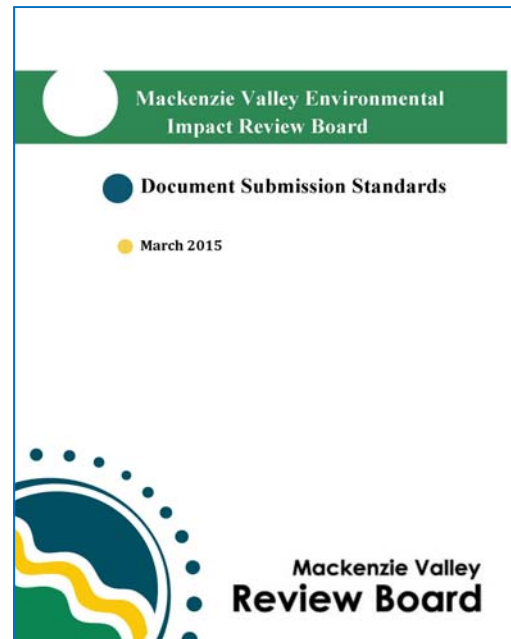 Mackenzie Valley Environmental
Impact Review Board
Document Submission Standards
March 2015
Mackenzie Valley
Review Board